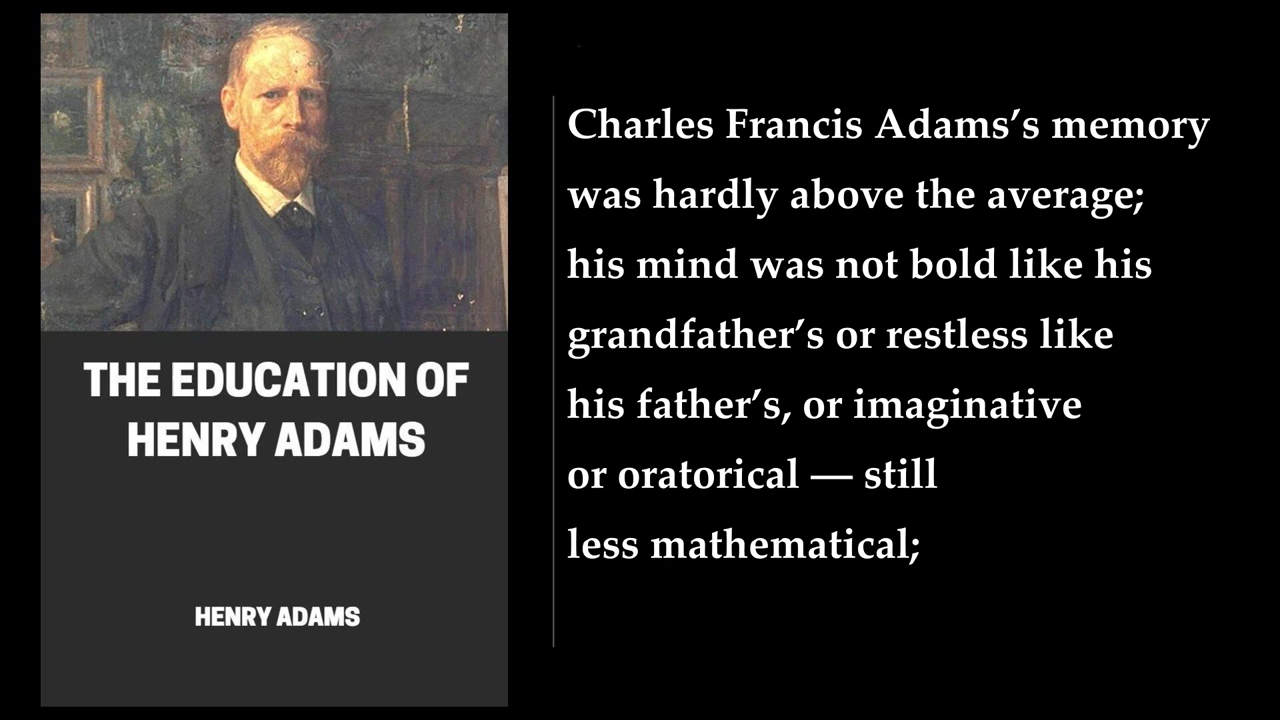 THE EDUCATION OF
HENRY ADAMS
HENRY ADAMS
Charles Francis Adams’s memory
was hardly above the average;
his mind was not bold like his
grandfather’s or restless like
his father’s, or imaginative
or oratorical — still
less mathematical;